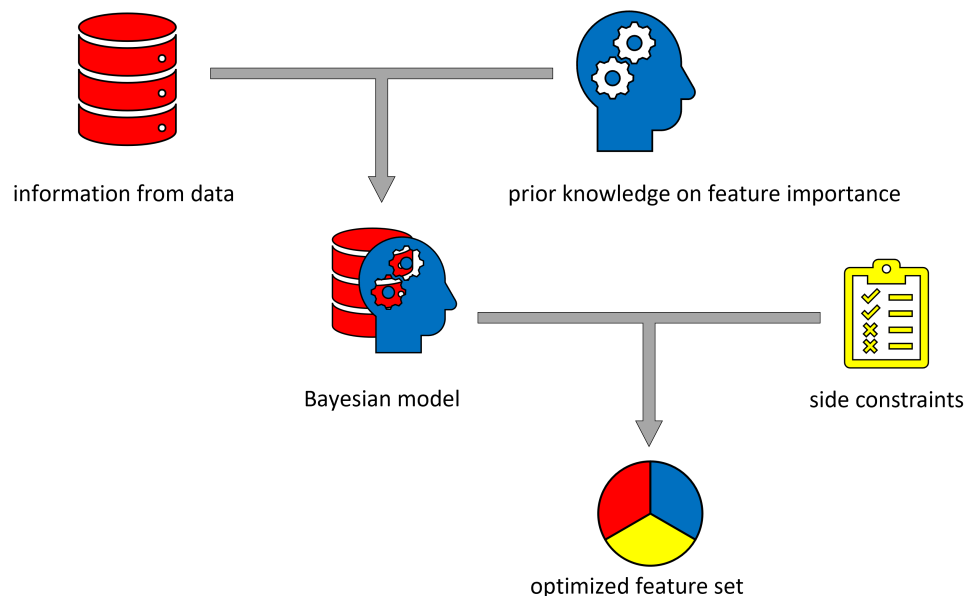 information from data
prior knowledge on feature importance
Bayesian model
side constraints
optimized feature set